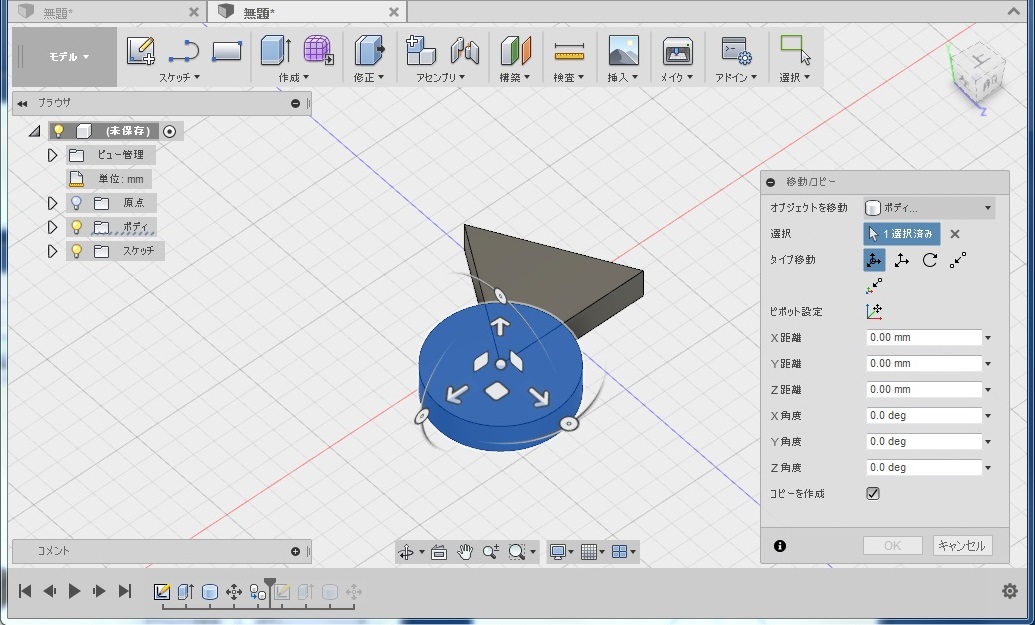 無題*
無題*
モデル
スケッチ
作成
修正
アセンブリ
構築
検査
挿入
メイク
アドイン
選択
ブラウザ
(未保存)
ビュー管理
単位: mm
原点
ボディ
スケッチ
移動/コピー
オブジェクトを移動
ボディ...
選択
1 選択済み
タイプ移動
ピボット設定
X 距離
0.00 mm
Y 距離
0.00 mm
Z 距離
0.00 mm
X 角度
0.0 deg
Y 角度
0.0 deg
Z 角度
0.0 deg
コピーを作成
OK
キャンセル
コメント
Z